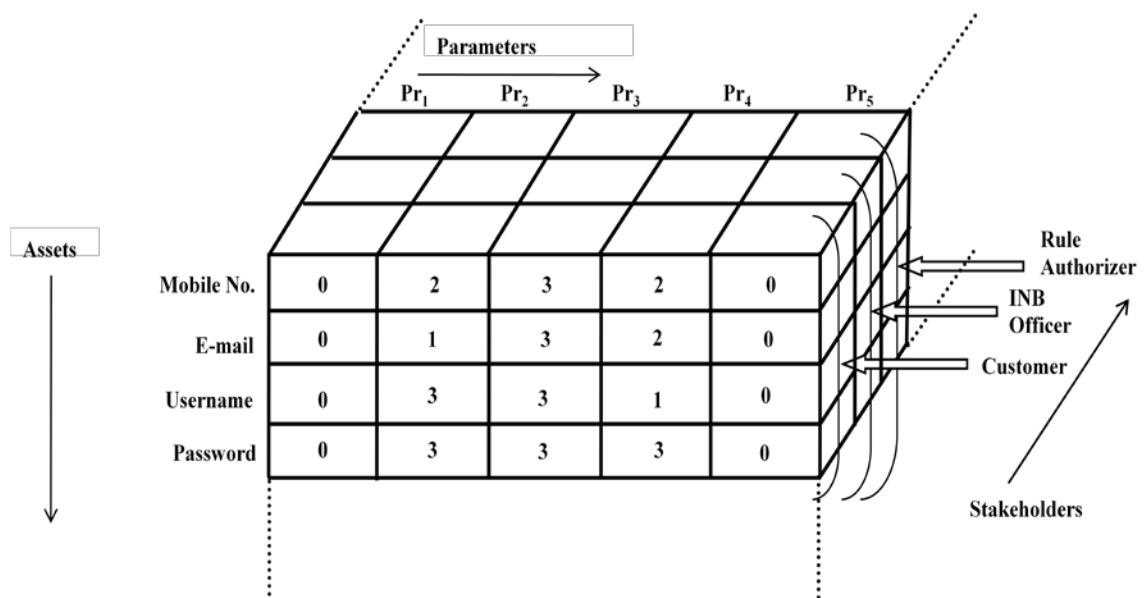 Parameters
Pr1 Pr2 Pr3 Pr4 Pr5
Assets
Mobile No. 0 2 3 2 0
E-mail 0 1 3 2 0
Username 0 3 3 1 0
Password 0 3 3 3 0
Rule
Authorizer
INB
Officer
Customer
Stakeholders